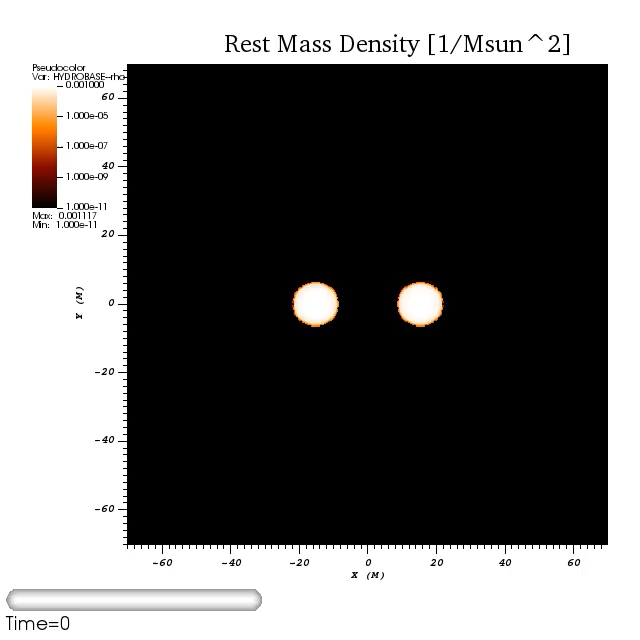 Rest Mass Density [1/Msun^2]
Pseudocolor
Var: HYDROBASE-rho
0.001000
1.000e-05
1.000e-07
1.000e-09
1.000e-11
Max: 0.001117
Min: 1.000e-11
60
40
20
0
-20
-40
-60
Y (M)
-60 -40 -20 0 20 40 60
X (M)
Time=0